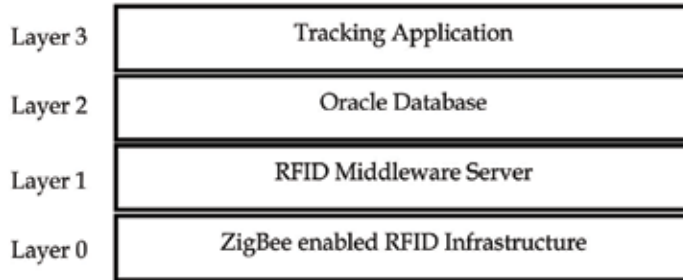 Layer 3 Tracking Application
Layer 2 Oracle Database
Layer 1 RFID Middleware Server
Layer 0 ZigBee enabled RFID Infrastructure